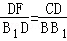 DF/B₁D = CD/BB₁